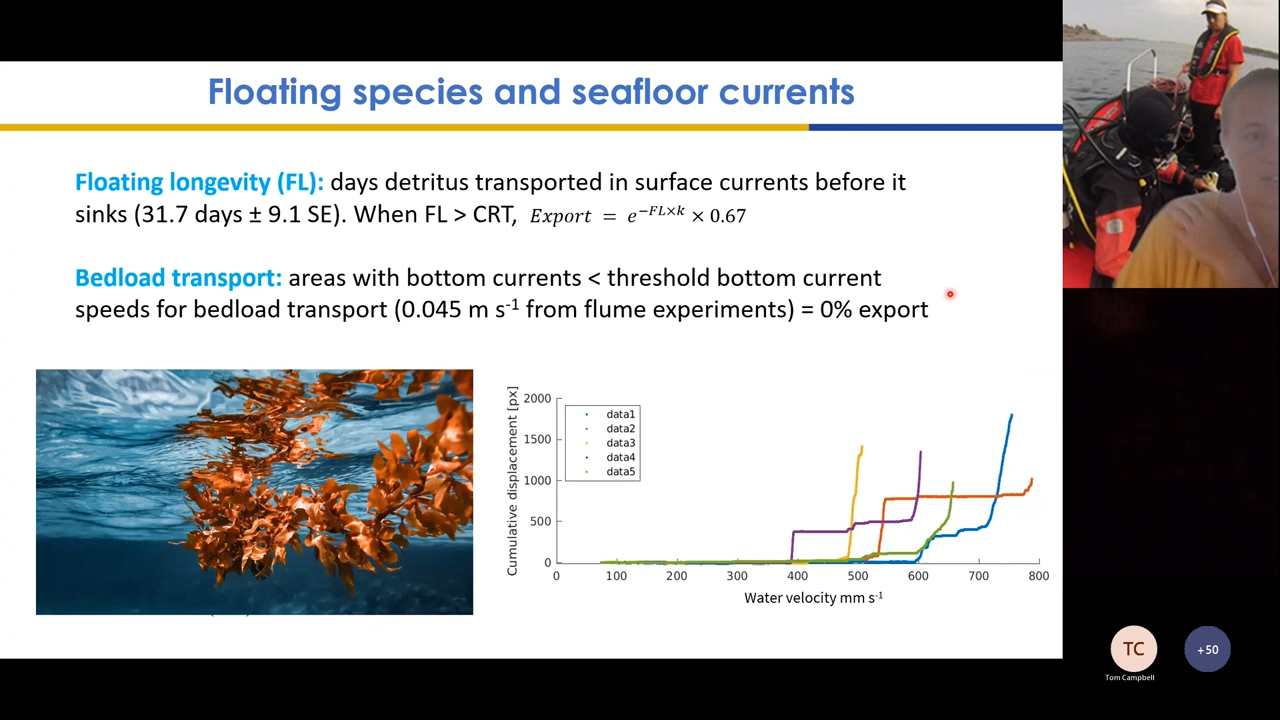 Floating species and seafloor currents
Floating longevity (FL): days detritus transported in surface currents before it
sinks (31.7 days ± 9.1 SE). When FL > CRT, Export = e^{-FL×k} × 0.67
Bedload transport: areas with bottom currents < threshold bottom current
speeds for bedload transport (0.045 m s⁻¹ from flume experiments) = 0% export
Cumulative displacement [px]
2000
1500
1000
500
0
data1
data2
data3
data4
data5
0 100 200 300 400 500 600 700 800
Water velocity mm s⁻¹
TC
+50
Tom Campbell